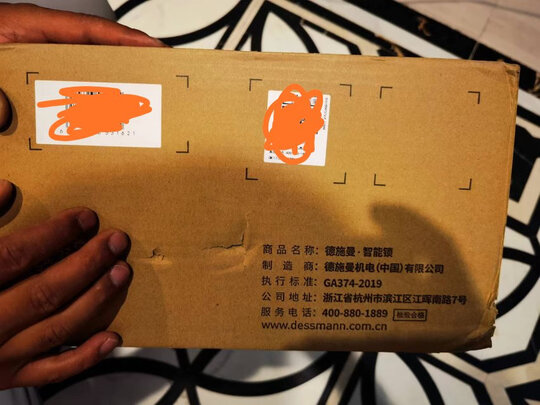 商品名称：德施曼·智能锁
制造商：德施曼机电(中国)有限公司
执行标准：GA374-2019
公司地址：浙江省杭州市滨江区江晖南路7号
服务电话：400-880-1889 检验合格
www.dessmann.com.cn